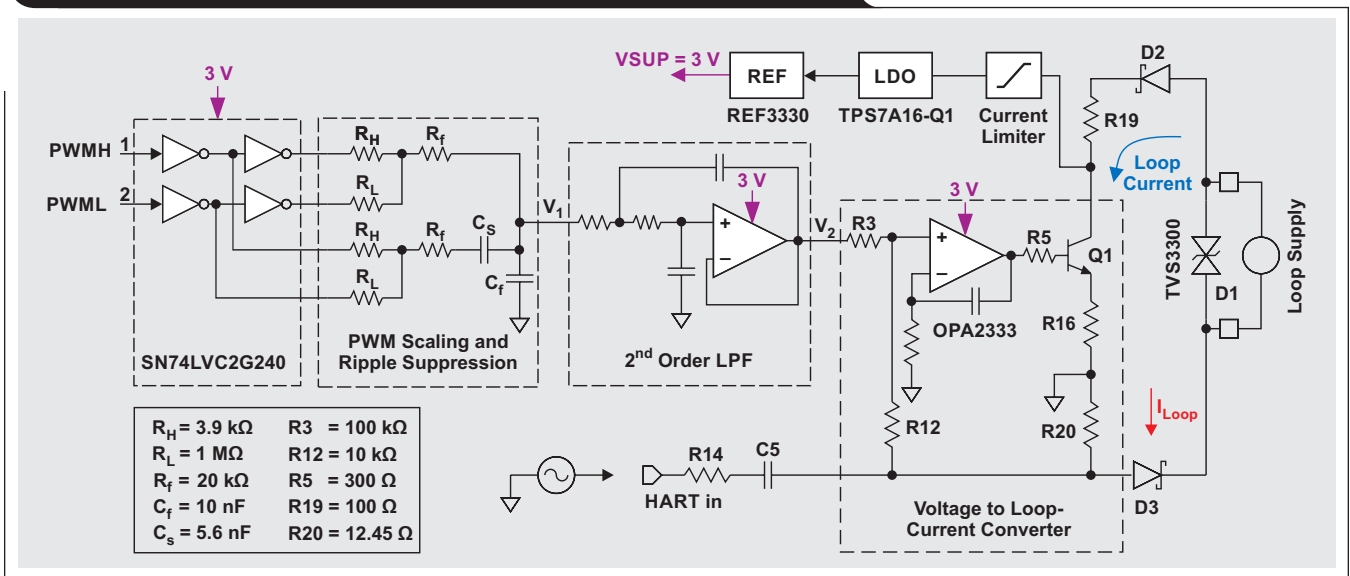 3 V
PWMH 1
PWML 2
SN74LVC2G240
R_H
R_f
R_L
R_H
R_f
C_S
R_L
C_f
PWM Scaling and
Ripple Suppression
V_1
3 V
+
–
2nd Order LPF
V_2
VSUP = 3 V
REF
REF3330
LDO
TPS7A16-Q1
Current
Limiter
D2
R19
Loop
Current
3 V
R3
+
–
R5
Q1
OPA2333
R16
R12
R20
TVS3300
D1
Loop Supply
I_Loop
D3
Voltage to Loop-
Current Converter
HART in
R14
C5
R_H = 3.9 kΩ R3 = 100 kΩ
R_L = 1 MΩ R12 = 10 kΩ
R_f = 20 kΩ R5 = 300 Ω
C_f = 10 nF R19 = 100 Ω
C_s = 5.6 nF R20 = 12.45 Ω